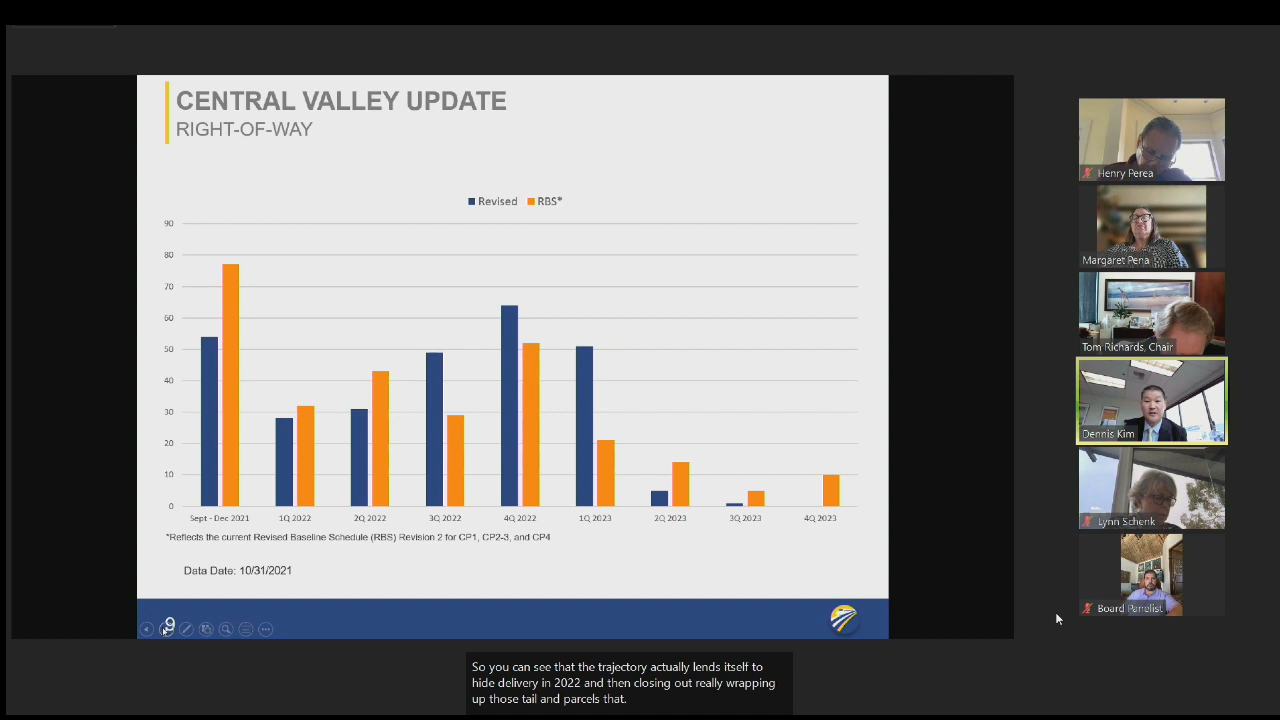 CENTRAL VALLEY UPDATE
RIGHT-OF-WAY
Revised RBS*
90
80
70
60
50
40
30
20
10
0
Sept - Dec 2021 1Q 2022 2Q 2022 3Q 2022 4Q 2022 1Q 2023 2Q 2023 3Q 2023 4Q 2023
*Reflects the current Revised Baseline Schedule (RBS) Revision 2 for CP1, CP2-3, and CP4
Data Date: 10/31/2021
9
Henry Perea
Margaret Pena
Tom Richards, Chair
Dennis Kim
Lynn Schenk
Board Panelist
So you can see that the trajectory actually lends itself to
hide delivery in 2022 and then closing out really wrapping
up those tail and parcels that.